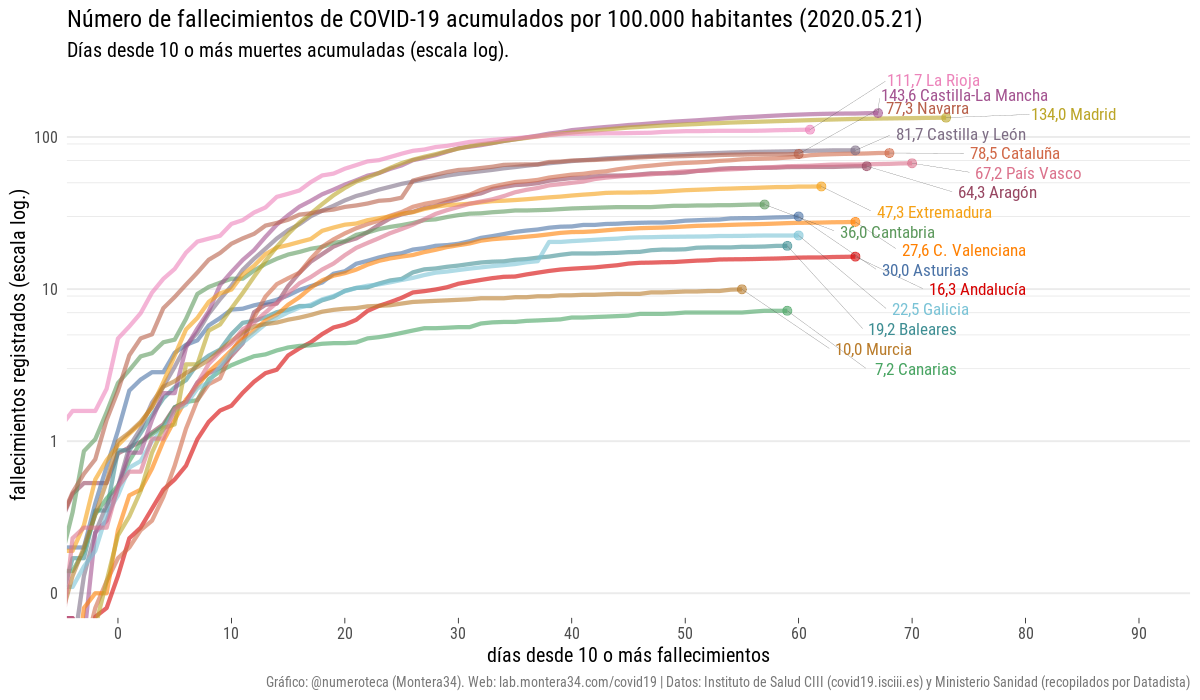 Número de fallecimientos de COVID-19 acumulados por 100.000 habitantes (2020.05.21)
Días desde 10 o más muertes acumuladas (escala log).
fallecimientos registrados (escala log.)
100
10
1
0
111,7 La Rioja
143,6 Castilla-La Mancha
77,3 Navarra
134,0 Madrid
81,7 Castilla y León
78,5 Cataluña
67,2 País Vasco
64,3 Aragón
47,3 Extremadura
36,0 Cantabria
27,6 C. Valenciana
30,0 Asturias
16,3 Andalucía
22,5 Galicia
19,2 Baleares
10,0 Murcia
7,2 Canarias
0 10 20 30 40 50 60 70 80 90
días desde 10 o más fallecimientos
Gráfico: @numeroteca (Montera34). Web: lab.montera34.com/covid19 | Datos: Instituto de Salud CIII (covid19.isciii.es) y Ministerio Sanidad (recopilados por Datadista)